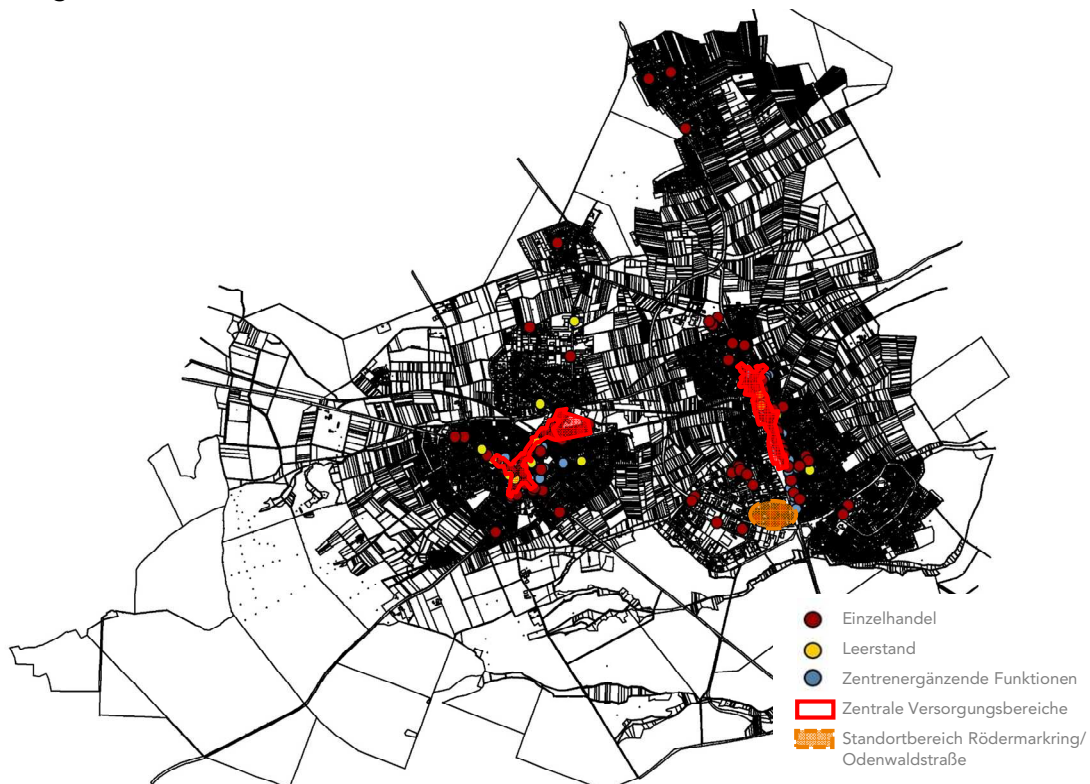 Einzelhandel
Leerstand
Zentrenergänzende Funktionen
Zentrale Versorgungsbereiche
Standortbereich Rödermarkring/
Odenwaldstraße